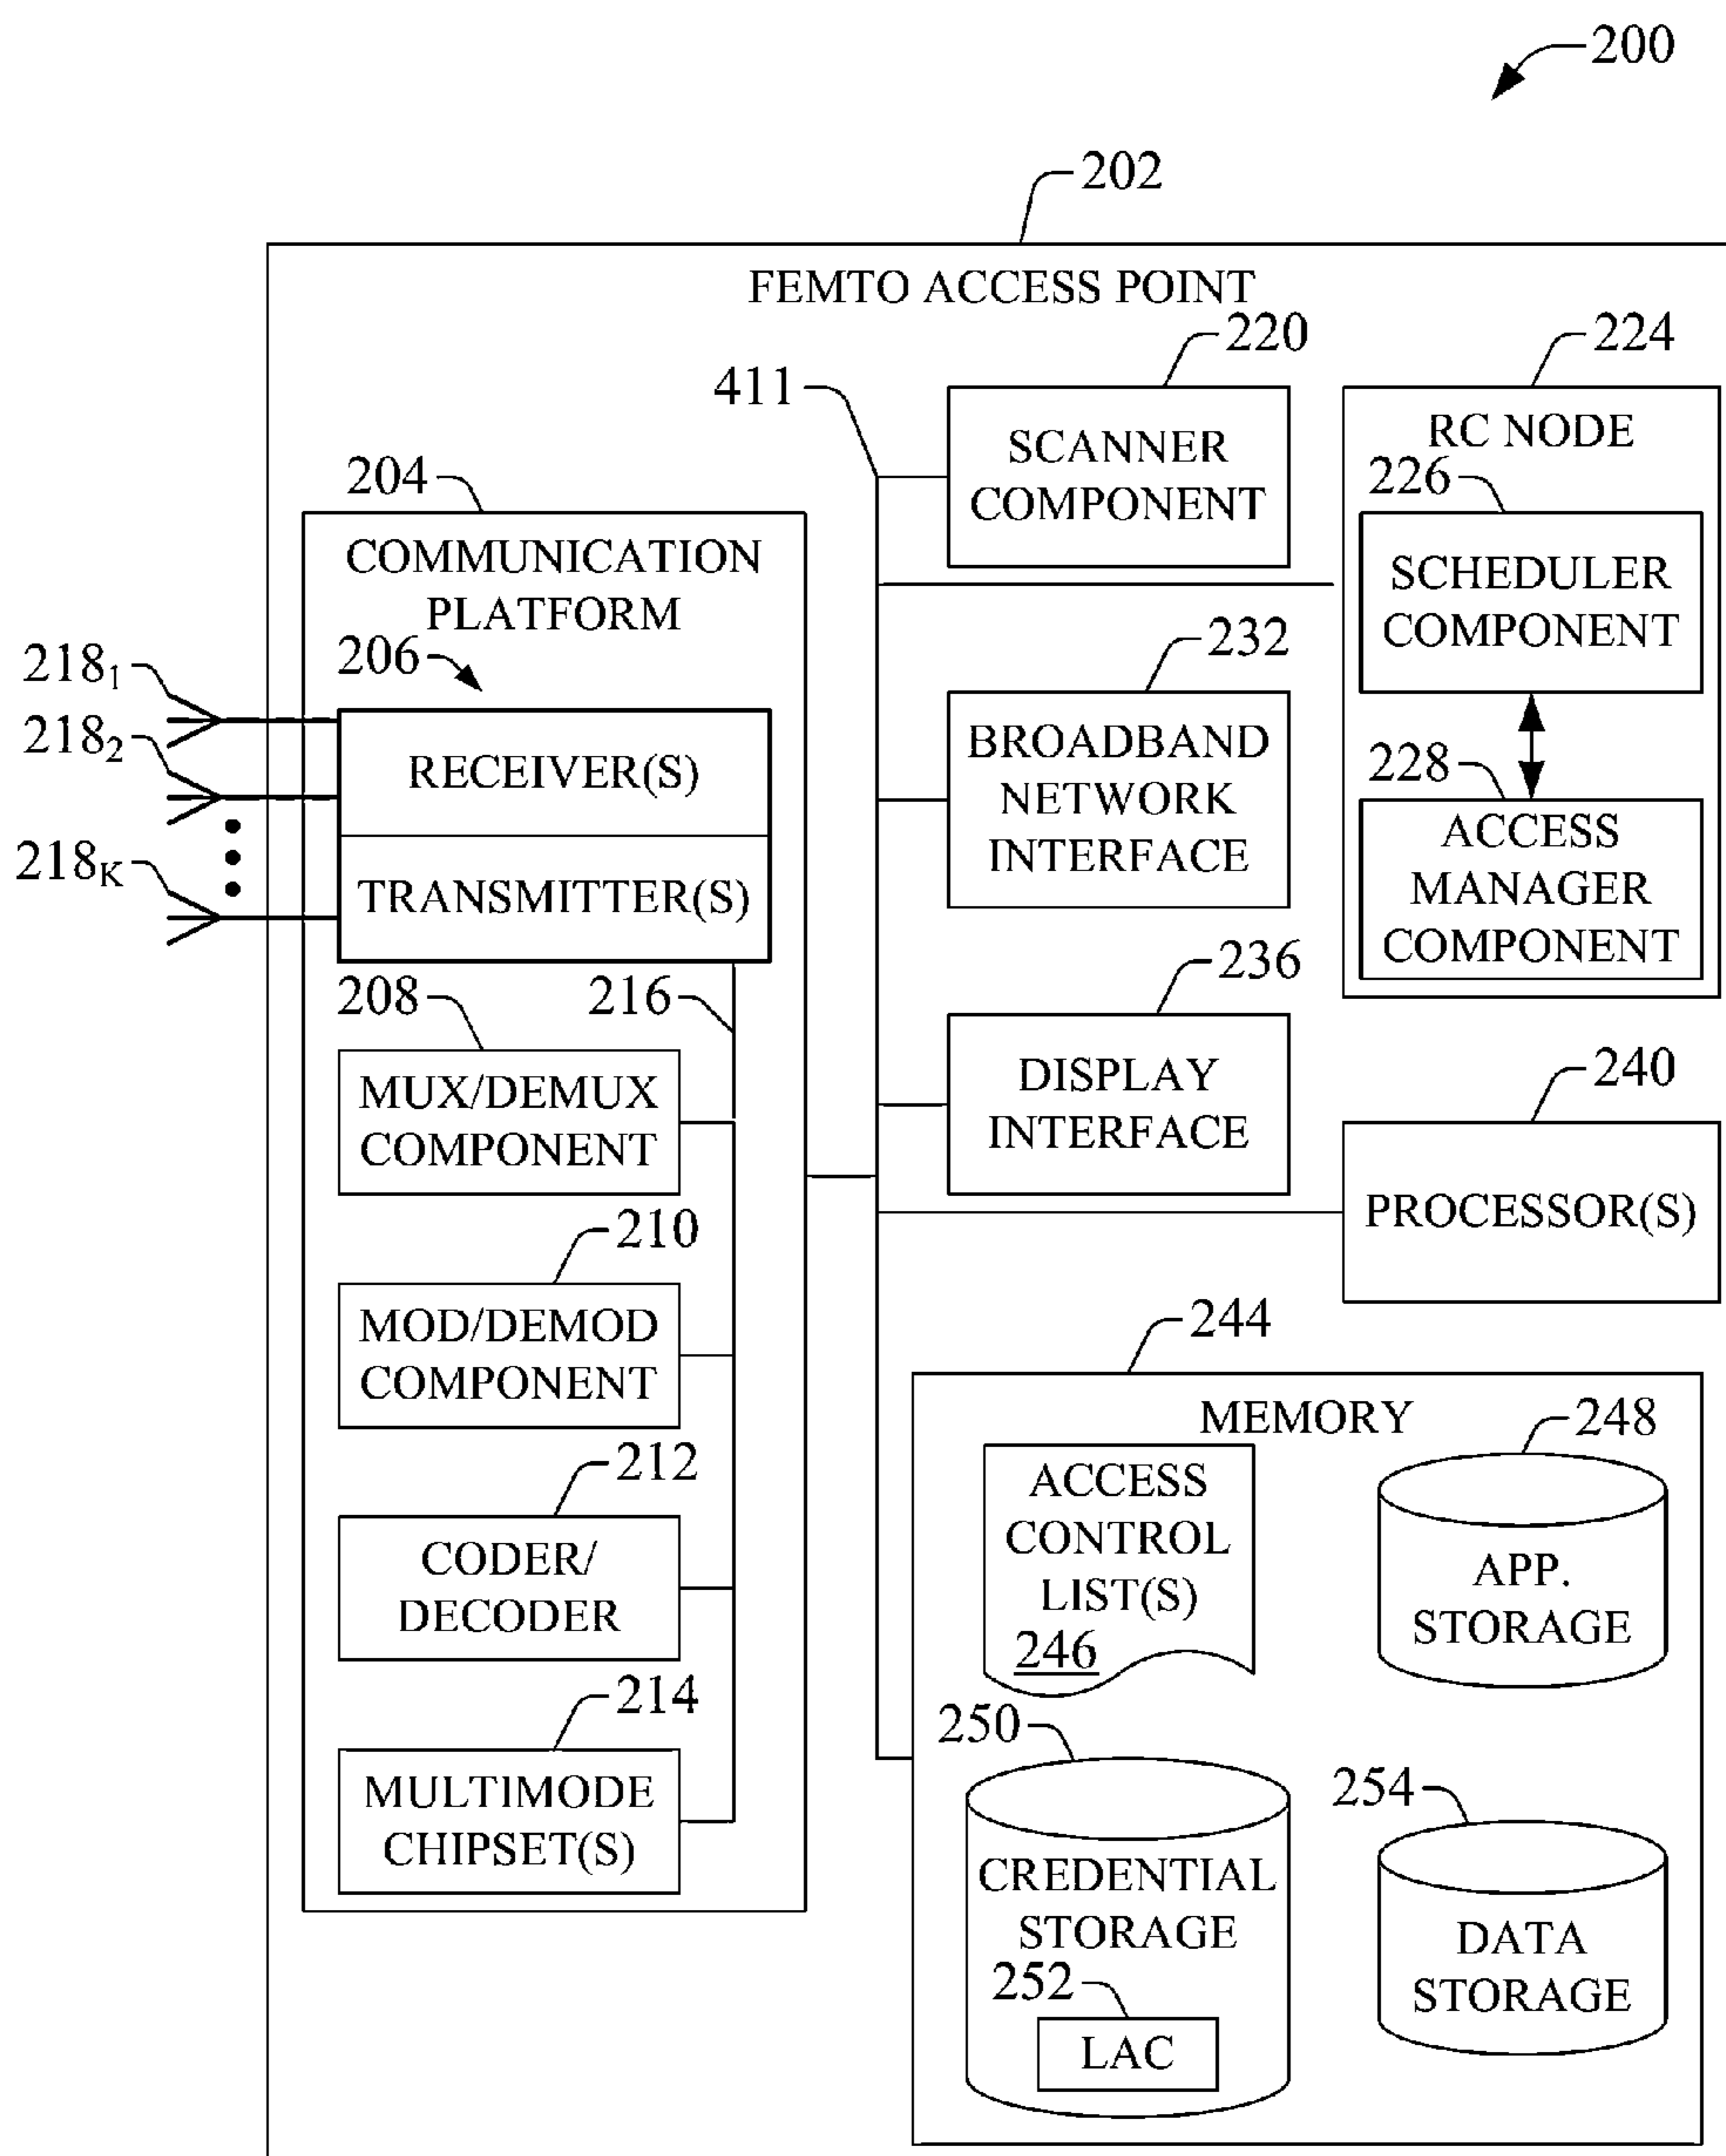 200
202
FEMTO ACCESS POINT
220
224
411
SCANNER
COMPONENT
RC NODE
226
SCHEDULER
COMPONENT
228
ACCESS
MANAGER
COMPONENT
204
COMMUNICATION
PLATFORM
206
218₁
218₂
218K
RECEIVER(S)
TRANSMITTER(S)
232
BROADBAND
NETWORK
INTERFACE
208
216
MUX/DEMUX
COMPONENT
236
DISPLAY
INTERFACE
240
PROCESSOR(S)
210
MOD/DEMOD
COMPONENT
212
CODER/
DECODER
214
MULTIMODE
CHIPSET(S)
244
MEMORY
ACCESS
CONTROL
LIST(S)
246
248
APP.
STORAGE
250
CREDENTIAL
STORAGE
252
LAC
254
DATA
STORAGE